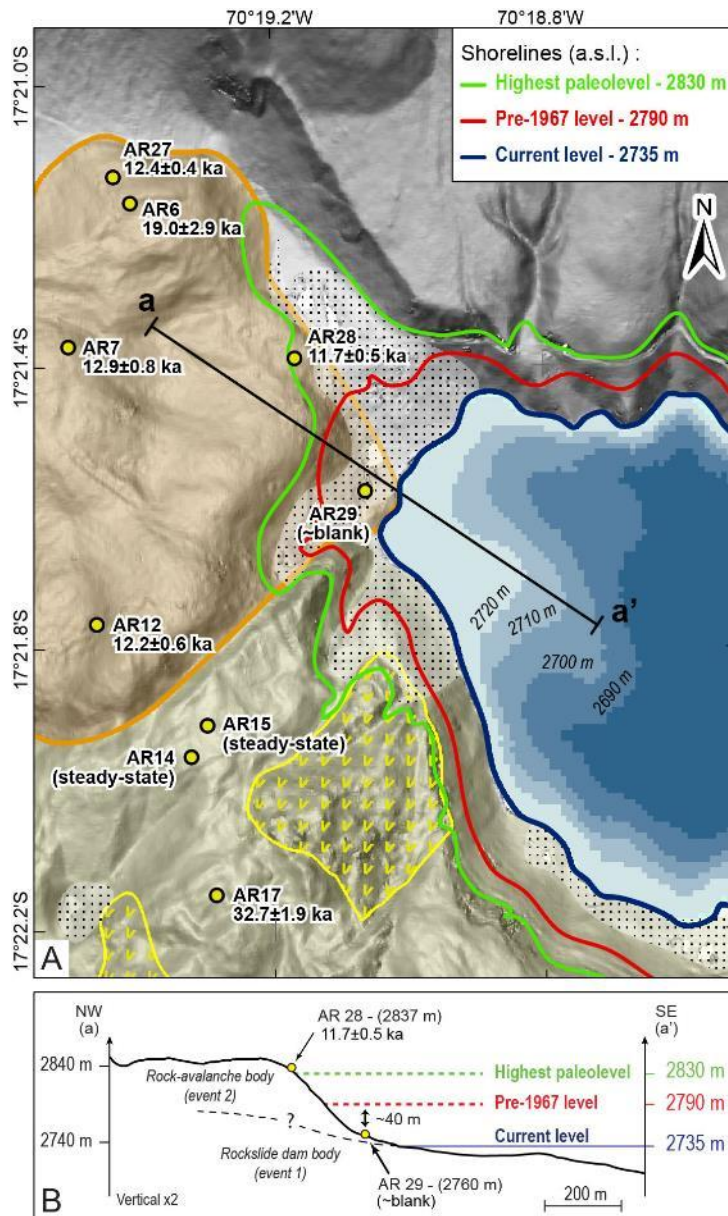 70°19.2'W
70°18.8'W
Shorelines (a.s.l.) :
Highest paleolevel - 2830 m
Pre-1967 level - 2790 m
Current level - 2735 m
17°21.0'S
17°21.4'S
17°21.8'S
17°22.2'S
N
AR27
12.4±0.4 ka
AR6
19.0±2.9 ka
a
AR7
12.9±0.8 ka
AR28
11.7±0.5 ka
AR29
(~blank)
AR12
12.2±0.6 ka
a'
2720 m
2710 m
2700 m
2690 m
AR15
(steady-state)
AR14
(steady-state)
AR17
32.7±1.9 ka
A
NW
(a)
AR 28 - (2837 m)
11.7±0.5 ka
SE
(a')
2840 m
Rock-avalanche body
(event 2)
Highest paleolevel
2830 m
Pre-1967 level
2790 m
~40 m
?
2740 m
Rockslide dam body
(event 1)
Current level
2735 m
AR 29 - (2760 m)
(~blank)
B
Vertical x2
200 m